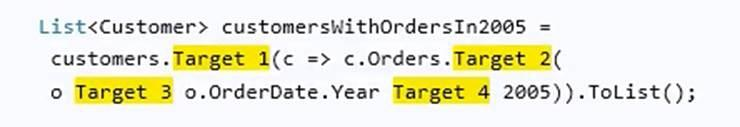 List<Customer> customersWithOrdersIn2005 =
customers.Target 1(c => c.Orders.Target 2(
o Target 3 o.OrderDate.Year Target 4 2005)).ToList();